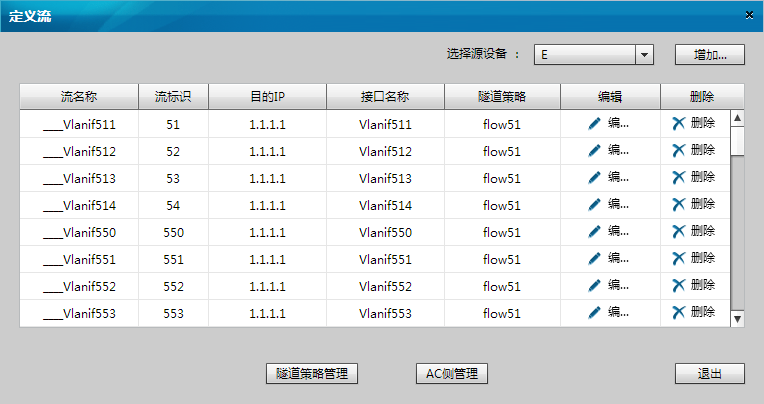 定义流
选择源设备 ： E 增加...
流名称 流标识 目的IP 接口名称 隧道策略 编辑 删除
___Vlanif511 51 1.1.1.1 Vlanif511 flow51 编... 删除
___Vlanif512 52 1.1.1.1 Vlanif512 flow51 编... 删除
___Vlanif513 53 1.1.1.1 Vlanif513 flow51 编... 删除
___Vlanif514 54 1.1.1.1 Vlanif514 flow51 编... 删除
___Vlanif550 550 1.1.1.1 Vlanif550 flow51 编... 删除
___Vlanif551 551 1.1.1.1 Vlanif551 flow51 编... 删除
___Vlanif552 552 1.1.1.1 Vlanif552 flow51 编... 删除
___Vlanif553 553 1.1.1.1 Vlanif553 flow51 编... 删除
隧道策略管理 AC侧管理 退出